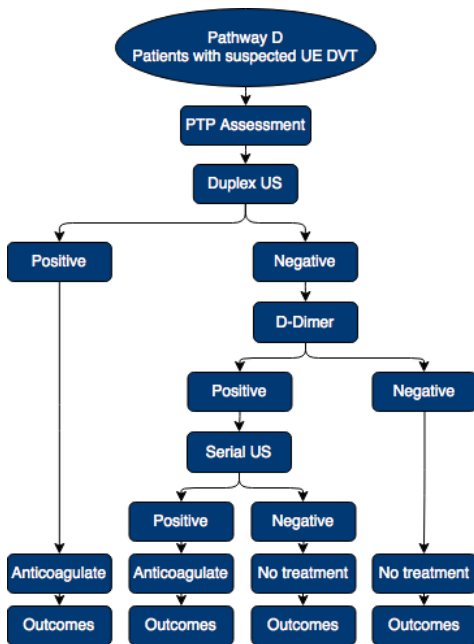 Pathway D
Patients with suspected UE DVT
PTP Assessment
Duplex US
Positive
Negative
D-Dimer
Positive
Negative
Serial US
Positive
Negative
Anticoagulate
Anticoagulate
No treatment
No treatment
Outcomes
Outcomes
Outcomes
Outcomes